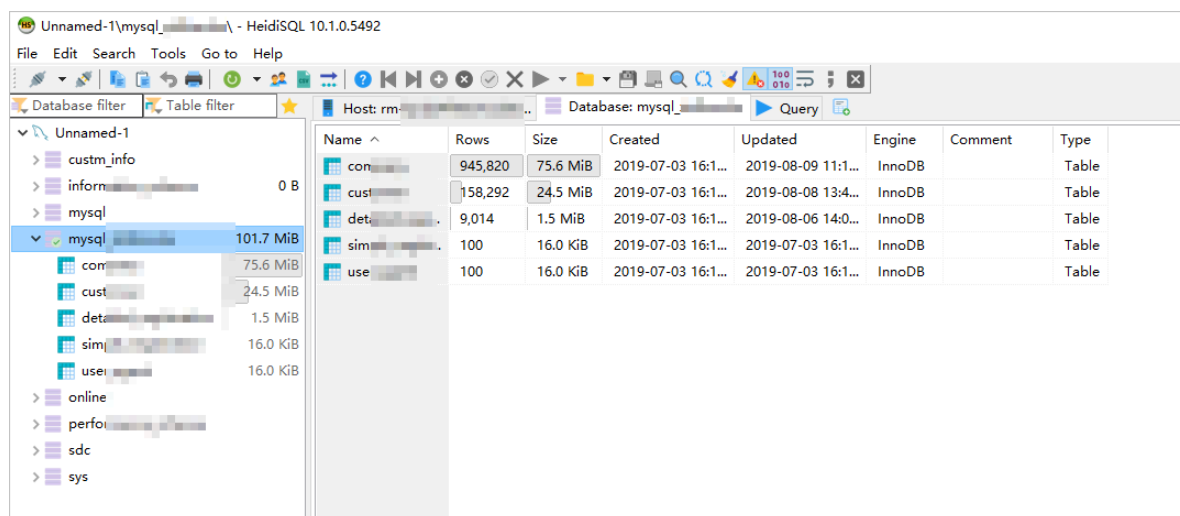 Unnamed-1\mysql_ \ - HeidiSQL 10.1.0.5492
File Edit Search Tools Go to Help
Database filter Table filter Host: rm- .. Database: mysql_ Query
Unnamed-1
custm_info
0 B
mysql
mysql 101.7 MiB
75.6 MiB
24.5 MiB
1.5 MiB
16.0 KiB
16.0 KiB
online
sdc
sys
Name Rows Size Created Updated Engine Comment Type
945,820 75.6 MiB 2019-07-03 16:1... 2019-08-09 11:1... InnoDB Table
158,292 24.5 MiB 2019-07-03 16:1... 2019-08-08 13:4... InnoDB Table
9,014 1.5 MiB 2019-07-03 16:1... 2019-08-06 14:0... InnoDB Table
100 16.0 KiB 2019-07-03 16:1... 2019-07-03 16:1... InnoDB Table
100 16.0 KiB 2019-07-03 16:1... 2019-07-03 16:1... InnoDB Table